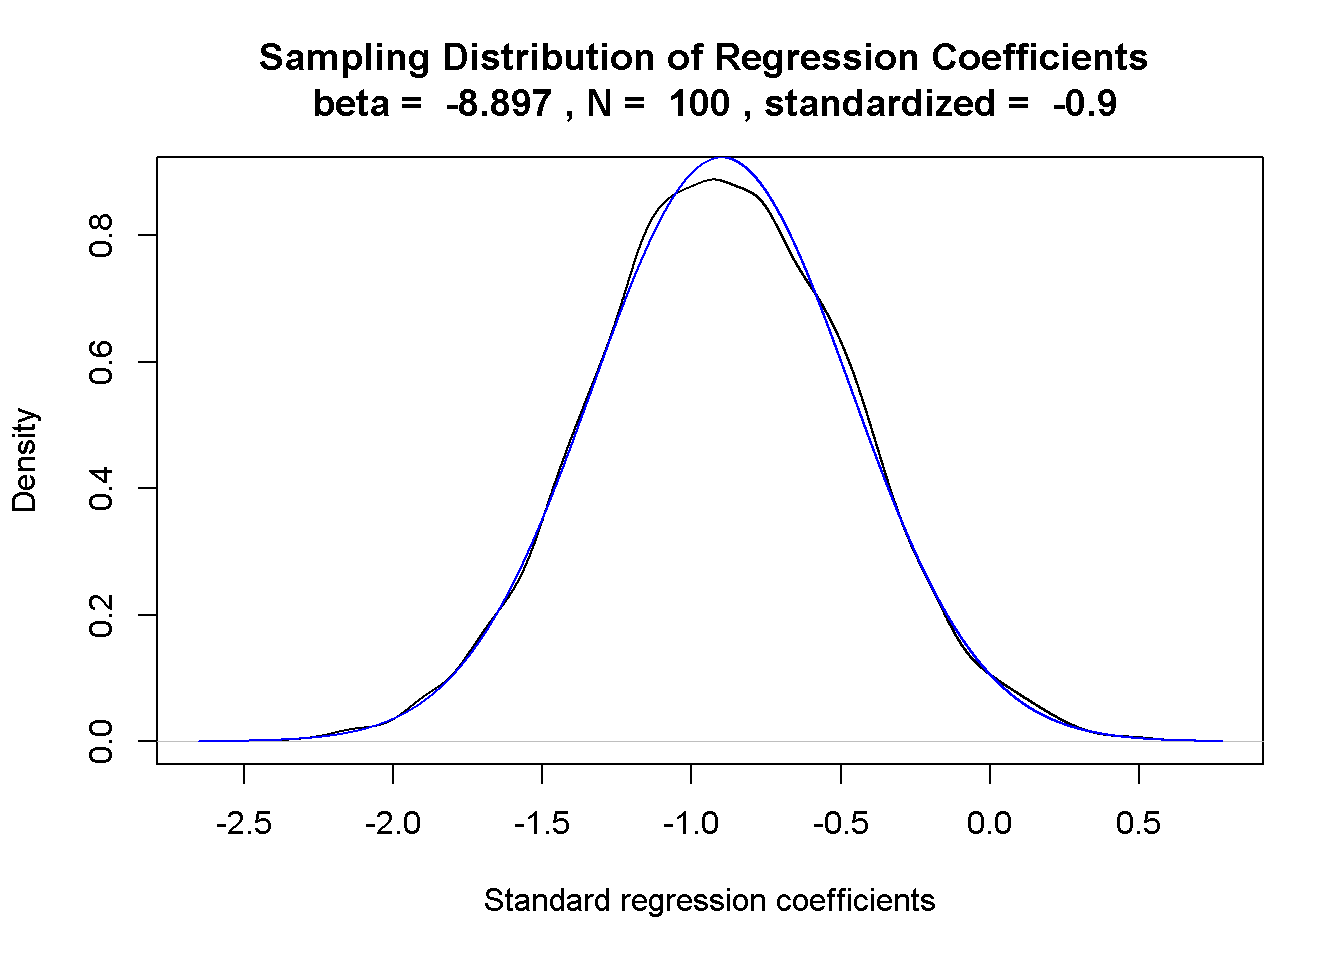 Sampling Distribution of Regression Coefficients
beta =  -8.897 , N =  100 , standardized =  -0.9
Density
0.8
0.6
0.4
0.2
0.0
-2.5 -2.0 -1.5 -1.0 -0.5 0.0 0.5
Standard regression coefficients